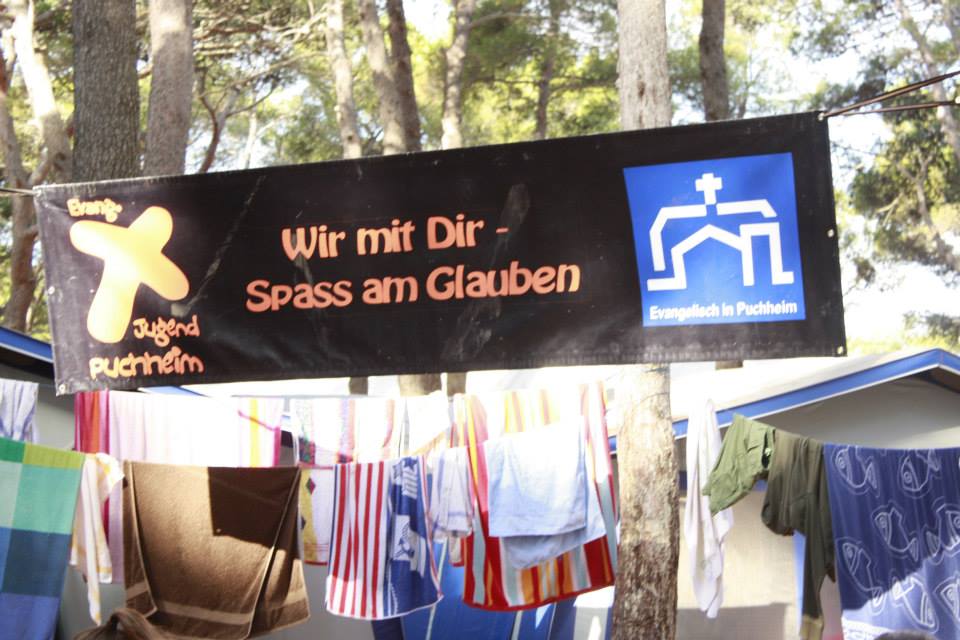 Evang.
Jugend
Puchheim
Wir mit Dir -
Spass am Glauben
Evangelisch in Puchheim